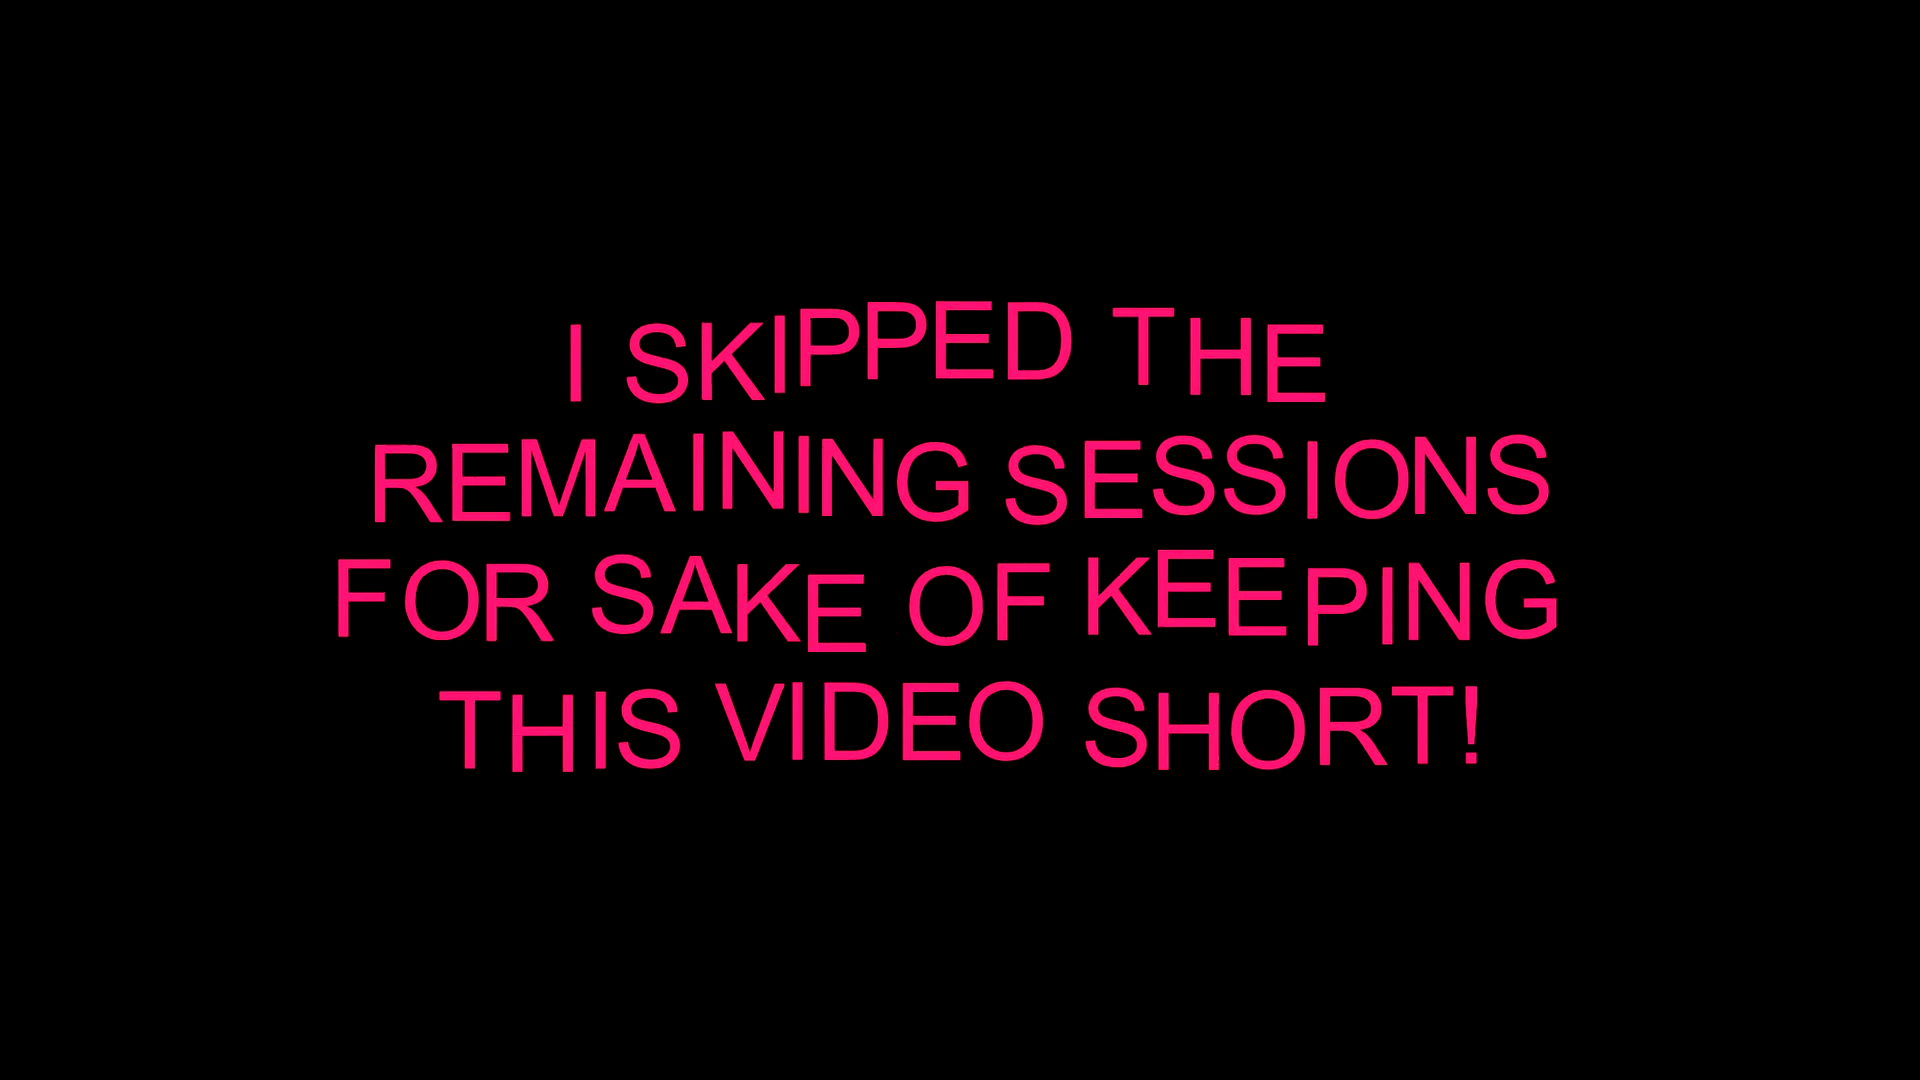 I SKIPPED THE
REMAINING SESSIONS
FOR SAKE OF KEEPING
THIS VIDEO SHORT!